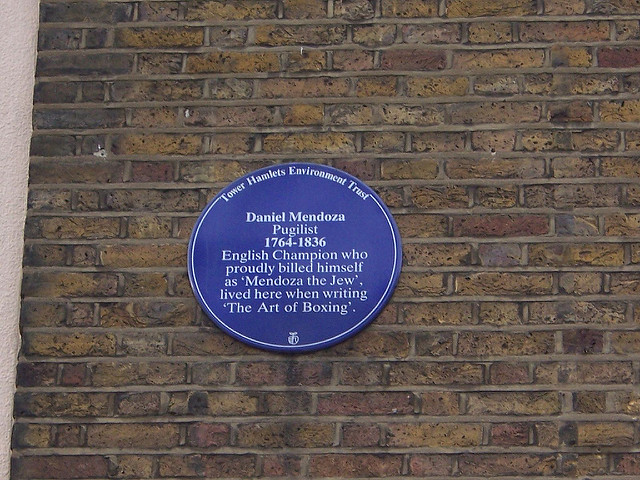 Tower Hamlets Environment Trust
Daniel Mendoza
Pugilist
1764-1836
English Champion who
proudly billed himself
as ‘Mendoza the Jew’,
lived here when writing
‘The Art of Boxing’.